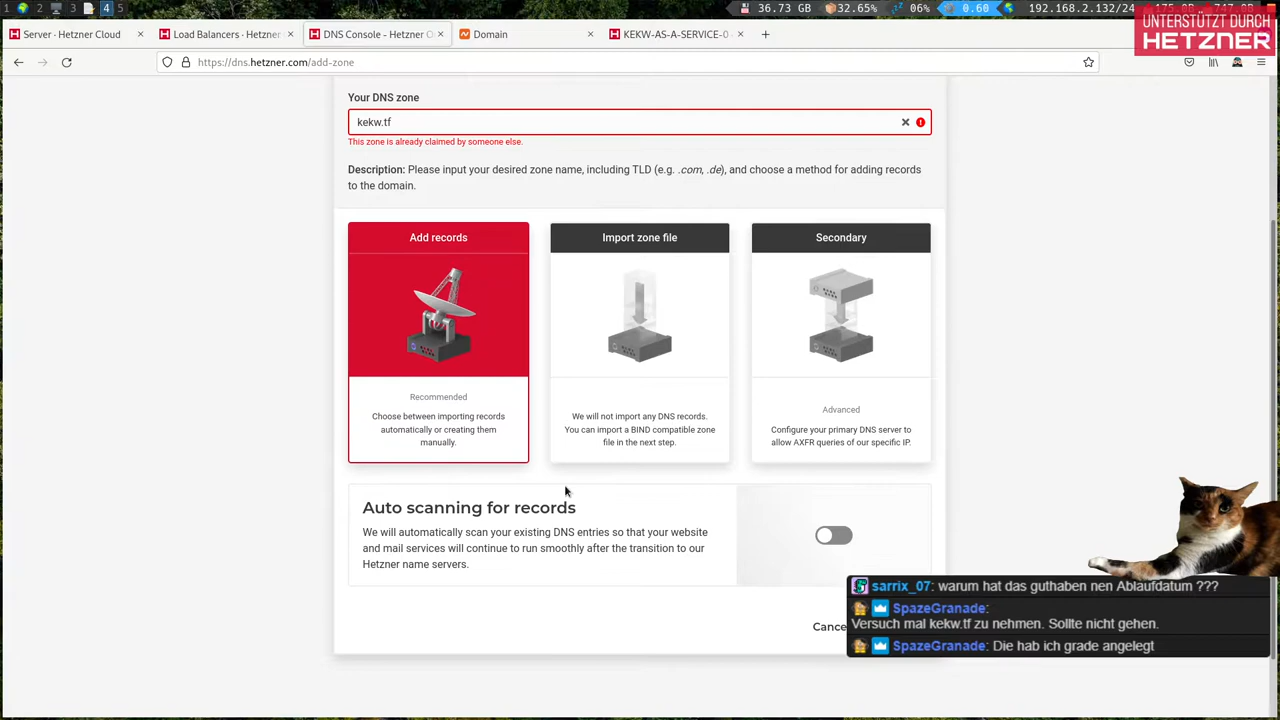 1
2
3
4
5
36.73 GB
32.65%
06%
0.60
192.168.2.132/24
UNTERSTÜTZT DURCH
HETZNER
Server · Hetzner Cloud
Load Balancers · Hetzner
DNS Console - Hetzner O
Domain
KEKW-AS-A-SERVICE-0
https://dns.hetzner.com/add-zone
Your DNS zone
kekw.tf
This zone is already claimed by someone else.
Description: Please input your desired zone name, including TLD (e.g. .com, .de), and choose a method for adding records
to the domain.
Add records
Import zone file
Secondary
Recommended
Choose between importing records
automatically or creating them
manually.
We will not import any DNS records.
You can import a BIND compatible zone
file in the next step.
Advanced
Configure your primary DNS server to
allow AXFR queries of our specific IP.
Auto scanning for records
We will automatically scan your existing DNS entries so that your website
and mail services will continue to run smoothly after the transition to our
Hetzner name servers.
Cance
sarrix_07: warum hat das guthaben nen Ablaufdatum ???
SpazeGranade:
Versuch mal kekw.tf zu nehmen. Sollte nicht gehen.
SpazeGranade: Die hab ich grade angelegt